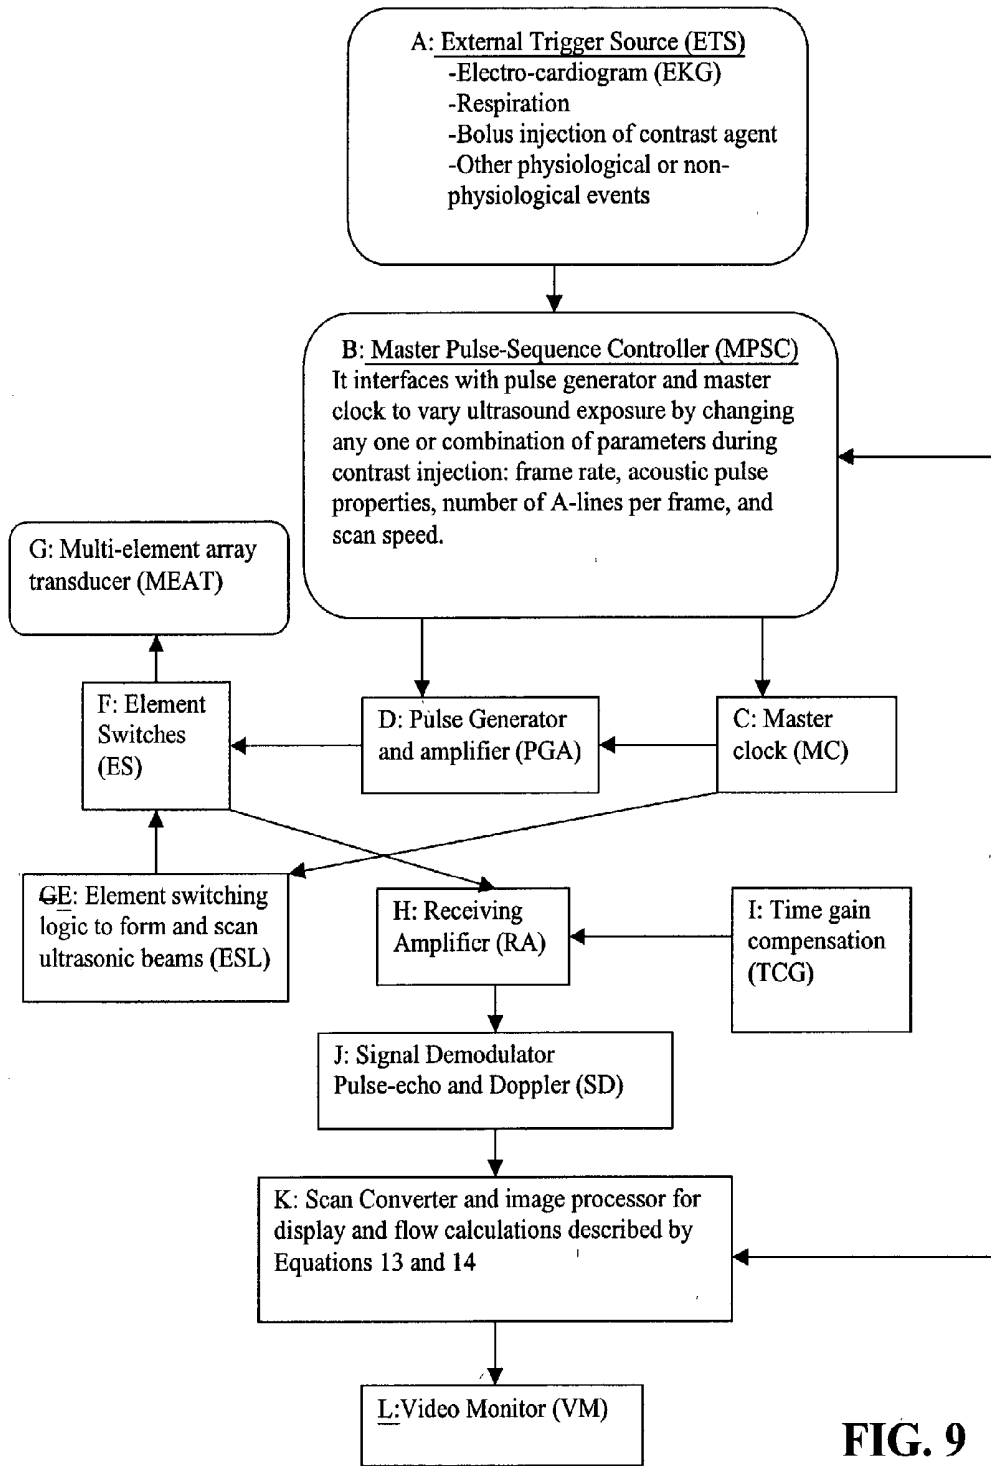 A: External Trigger Source (ETS)
-Electro-cardiogram (EKG)
-Respiration
-Bolus injection of contrast agent
-Other physiological or non-
physiological events
B: Master Pulse-Sequence Controller (MPSC)
It interfaces with pulse generator and master
clock to vary ultrasound exposure by changing
any one or combination of parameters during
contrast injection: frame rate, acoustic pulse
properties, number of A-lines per frame, and
scan speed.
G: Multi-element array
transducer (MEAT)
F: Element
Switches
(ES)
D: Pulse Generator
and amplifier (PGA)
C: Master
clock (MC)
GE: Element switching
logic to form and scan
ultrasonic beams (ESL)
H: Receiving
Amplifier (RA)
I: Time gain
compensation
(TCG)
J: Signal Demodulator
Pulse-echo and Doppler (SD)
K: Scan Converter and image processor for
display and flow calculations described by
Equations 13 and 14
L:Video Monitor (VM)
FIG. 9